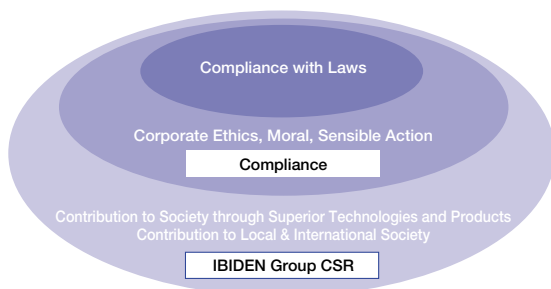 Compliance with Laws
Corporate Ethics, Moral, Sensible Action
Compliance
Contribution to Society through Superior Technologies and Products
Contribution to Local & International Society
IBIDEN Group CSR